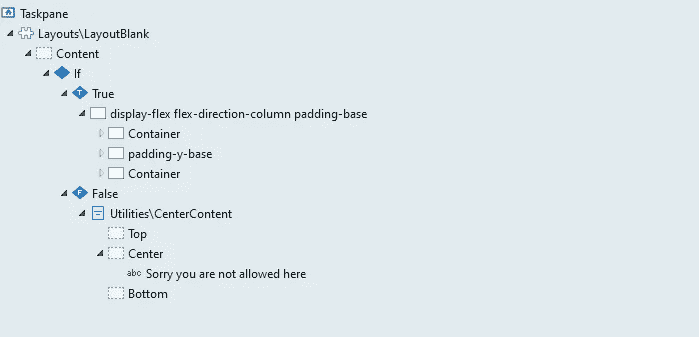 Taskpane
Layouts\LayoutBlank
Content
If
T True
display-flex flex-direction-column padding-base
Container
padding-y-base
Container
F False
Utilities\CenterContent
Top
Center
abc Sorry you are not allowed here
Bottom